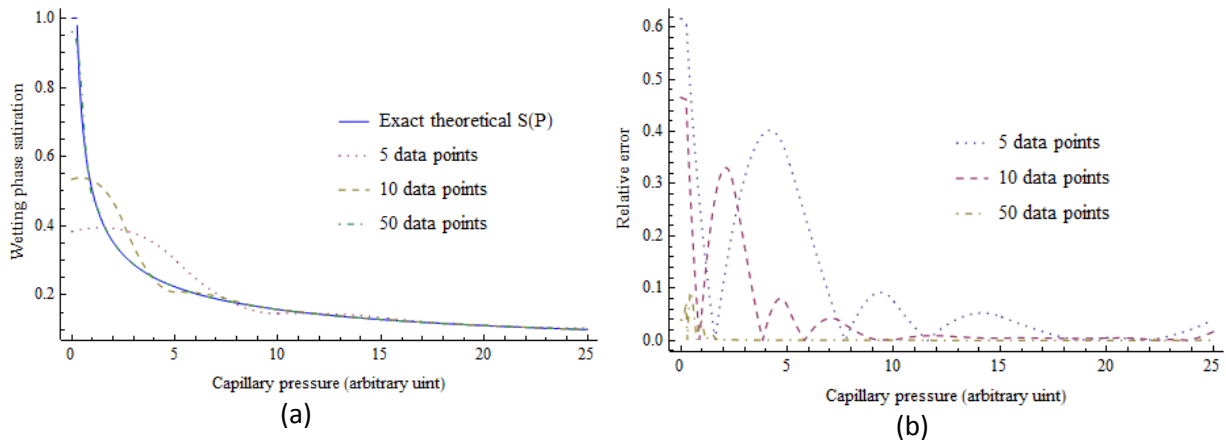 1.0
0.8
0.6
0.4
0.2
Wetting phase satiration
Exact theoretical S(P)
5 data points
10 data points
50 data points
0 5 10 15 20 25
Capillary pressure (arbitrary uint)
(a)
0.6
0.5
0.4
0.3
0.2
0.1
0.0
Relative error
5 data points
10 data points
50 data points
0 5 10 15 20 25
Capillary pressure (arbitrary uint)
(b)